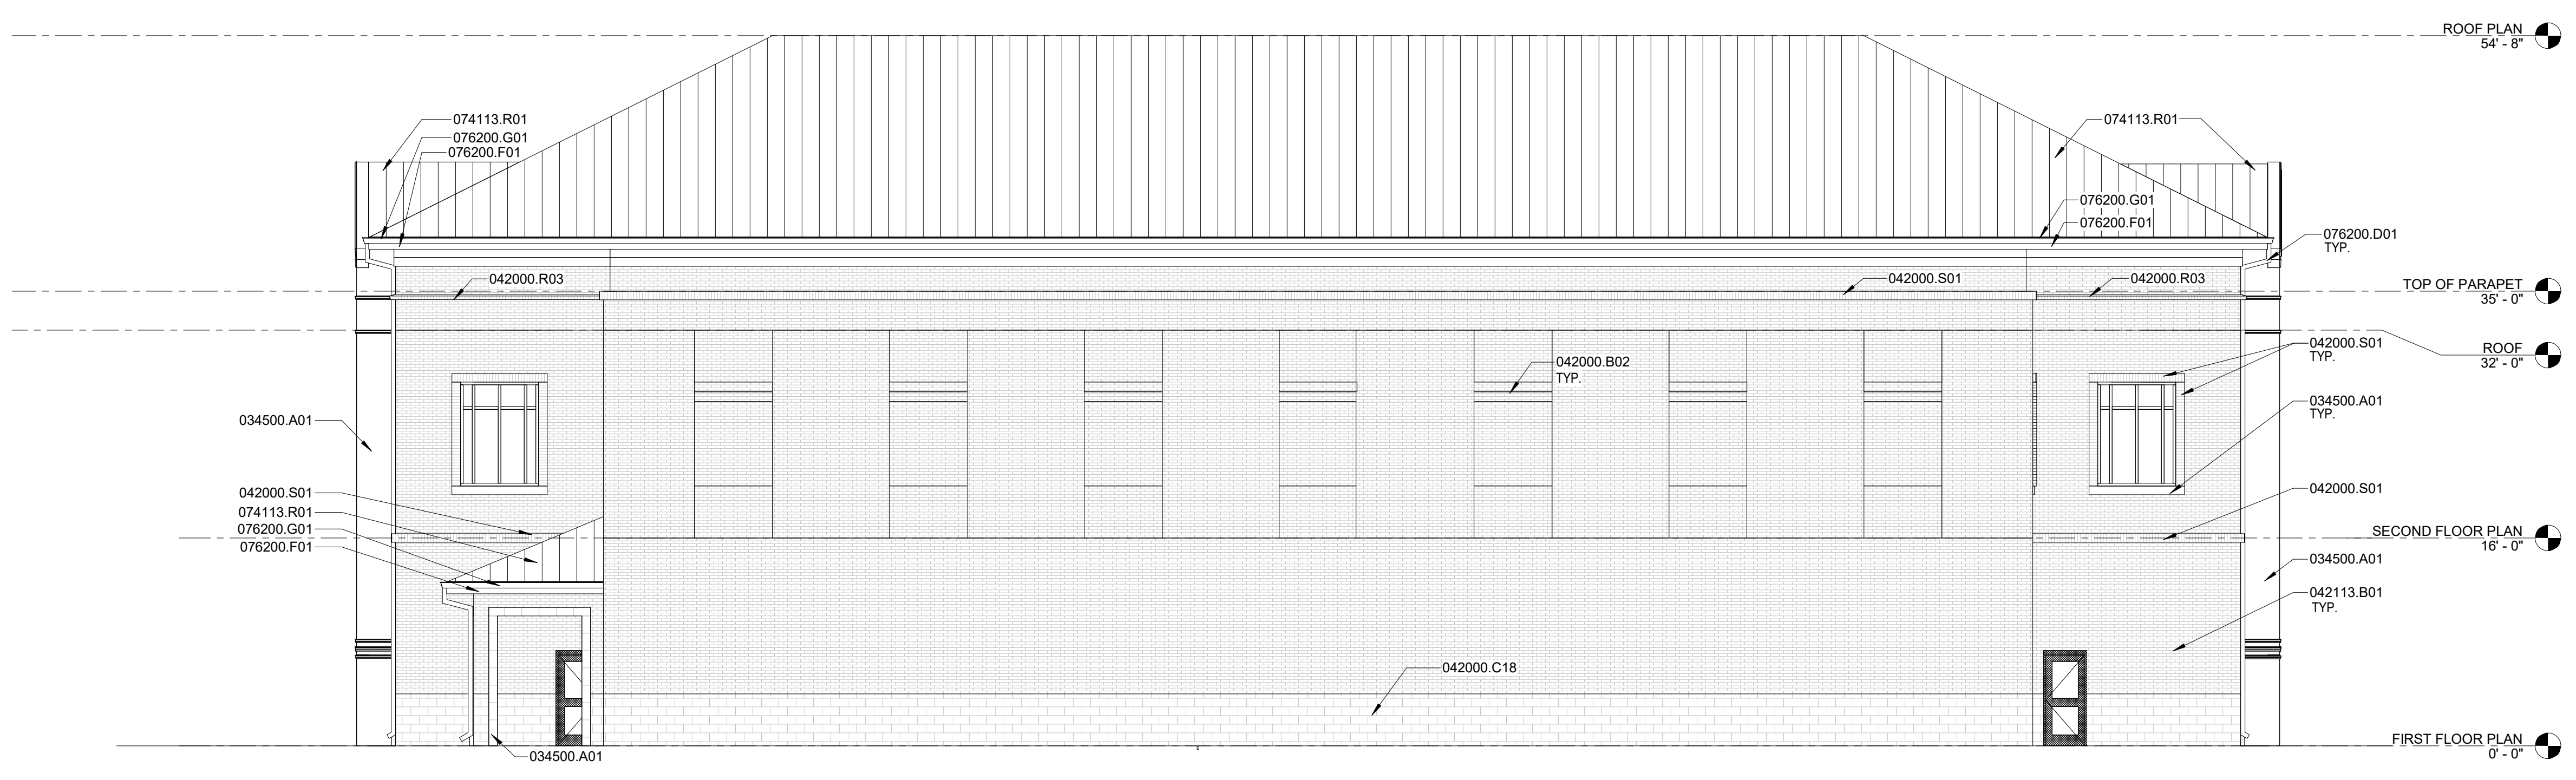 ROOF PLAN
54' - 8"
074113.R01
076200.G01
076200.F01
074113.R01
076200.G01
076200.F01
076200.D01
TYP.
042000.R03
042000.S01
042000.R03
TOP OF PARAPET
35' - 0"
042000.B02
TYP.
042000.S01
TYP.
ROOF
32' - 0"
034500.A01
034500.A01
TYP.
042000.S01
074113.R01
076200.G01
076200.F01
042000.S01
SECOND FLOOR PLAN
16' - 0"
034500.A01
042113.B01
TYP.
042000.C18
034500.A01
FIRST FLOOR PLAN
0' - 0"